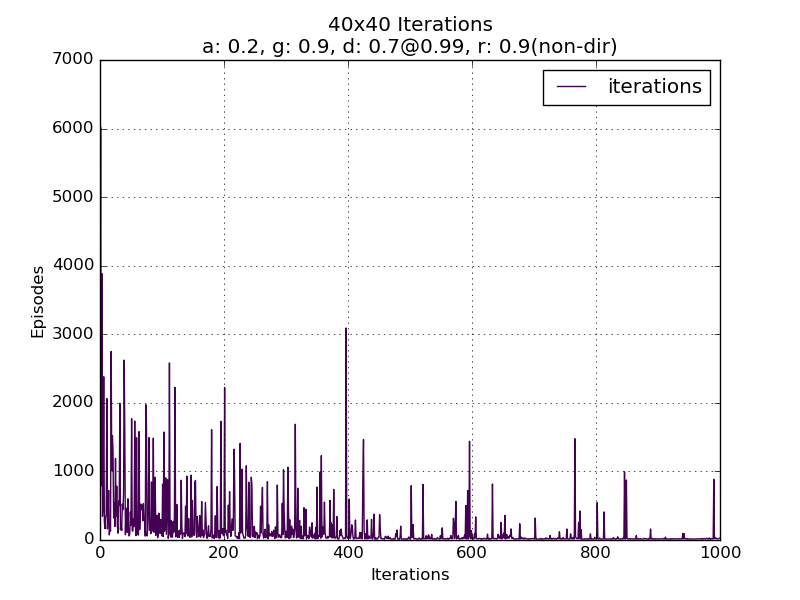 40x40 Iterations
a: 0.2, g: 0.9, d: 0.7@0.99, r: 0.9(non-dir)
7000
iterations
6000
5000
4000
Episodes
3000
2000
1000
0
0 200 400 600 800 1000
Iterations